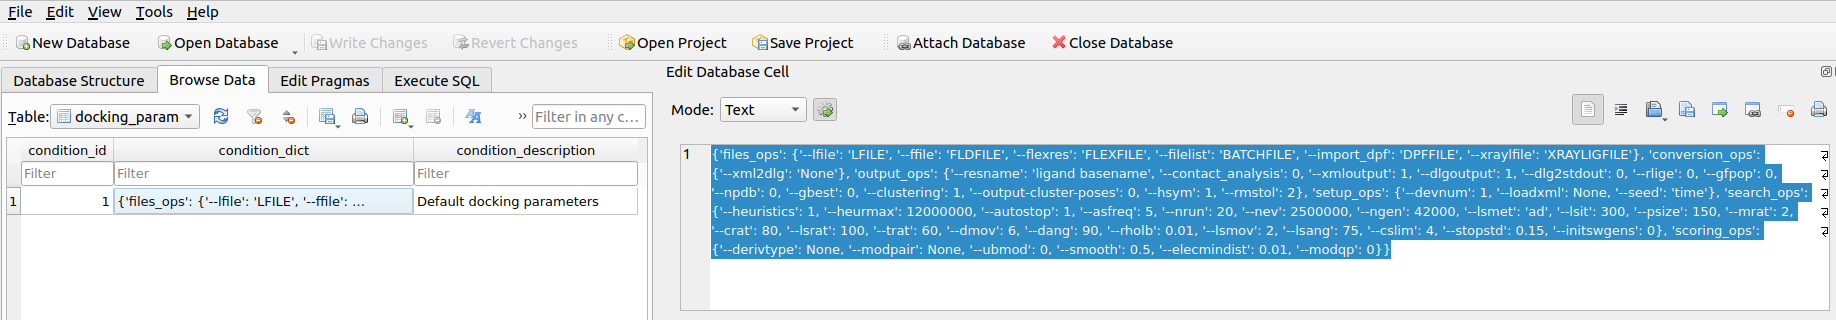 File Edit View Tools Help
New Database Open Database Write Changes Revert Changes Open Project Save Project Attach Database Close Database
Database Structure Browse Data Edit Pragmas Execute SQL
Table: docking_param » Filter in any c...
condition_id condition_dict condition_description
Filter Filter Filter
1 1 {'files_ops': {'--lfile': 'LFILE', '--ffile': ... Default docking parameters
Edit Database Cell
Mode: Text
1 {'files_ops': {'--lfile': 'LFILE', '--ffile': 'FLDFILE', '--flexres': 'FLEXFILE', '--filelist': 'BATCHFILE', '--import_dpf': 'DPFFILE', '--xraylfile': 'XRAYLIGFILE'}, 'conversion_ops':
{'--xml2dlg': 'None'}, 'output_ops': {'--resname': 'ligand basename', '--contact_analysis': 0, '--xmloutput': 1, '--dlgoutput': 1, '--dlg2stdout': 0, '--rlige': 0, '--gfpop': 0,
'--npdb': 0, '--gbest': 0, '--clustering': 1, '--output-cluster-poses': 0, '--hsym': 1, '--rmstol': 2}, 'setup_ops': {'--devnum': 1, '--loadxml': None, '--seed': 'time'}, 'search_ops':
{'--heuristics': 1, '--heurmax': 12000000, '--autostop': 1, '--asfreq': 5, '--nrun': 20, '--nev': 2500000, '--ngen': 42000, '--lsmet': 'ad', '--lsit': 300, '--psize': 150, '--mrat': 2,
'--crat': 80, '--lsrat': 100, '--trat': 60, '--dmov': 6, '--dang': 90, '--rholb': 0.01, '--lsmov': 2, '--lsang': 75, '--cslim': 4, '--stopstd': 0.15, '--initswgens': 0}, 'scoring_ops':
{'--derivtype': None, '--modpair': None, '--ubmod': 0, '--smooth': 0.5, '--elecmindist': 0.01, '--modqp': 0}}